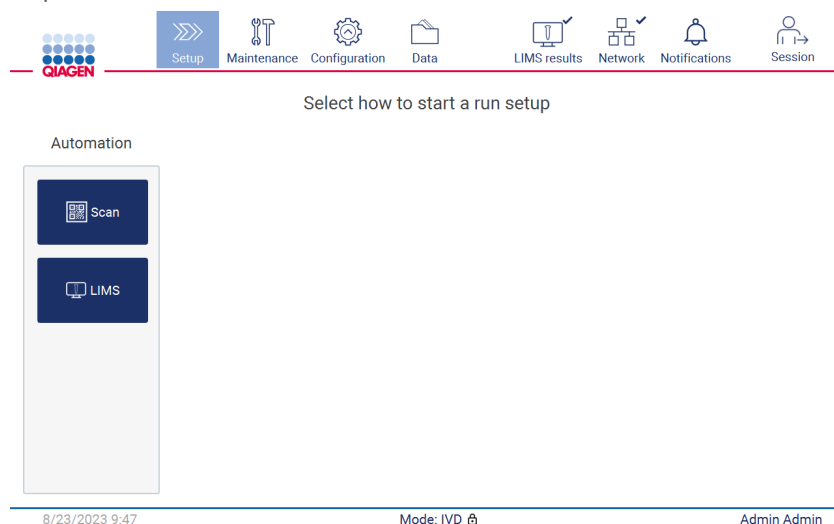 Setup Maintenance Configuration Data LIMS results Network Notifications Session
QIAGEN
Select how to start a run setup
Automation
Scan
LIMS
8/23/2023 9:47 Mode: IVD Admin Admin